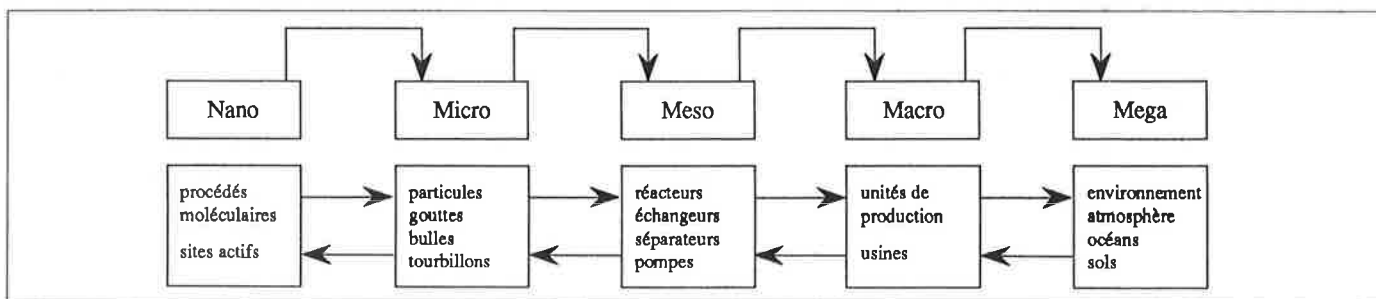 Nano
Micro
Meso
Macro
Mega
procédés
moléculaires
sites actifs
particules
gouttes
bulles
tourbillons
réacteurs
échangeurs
séparateurs
pompes
unités de
production
usines
environnement
atmosphère
océans
sols